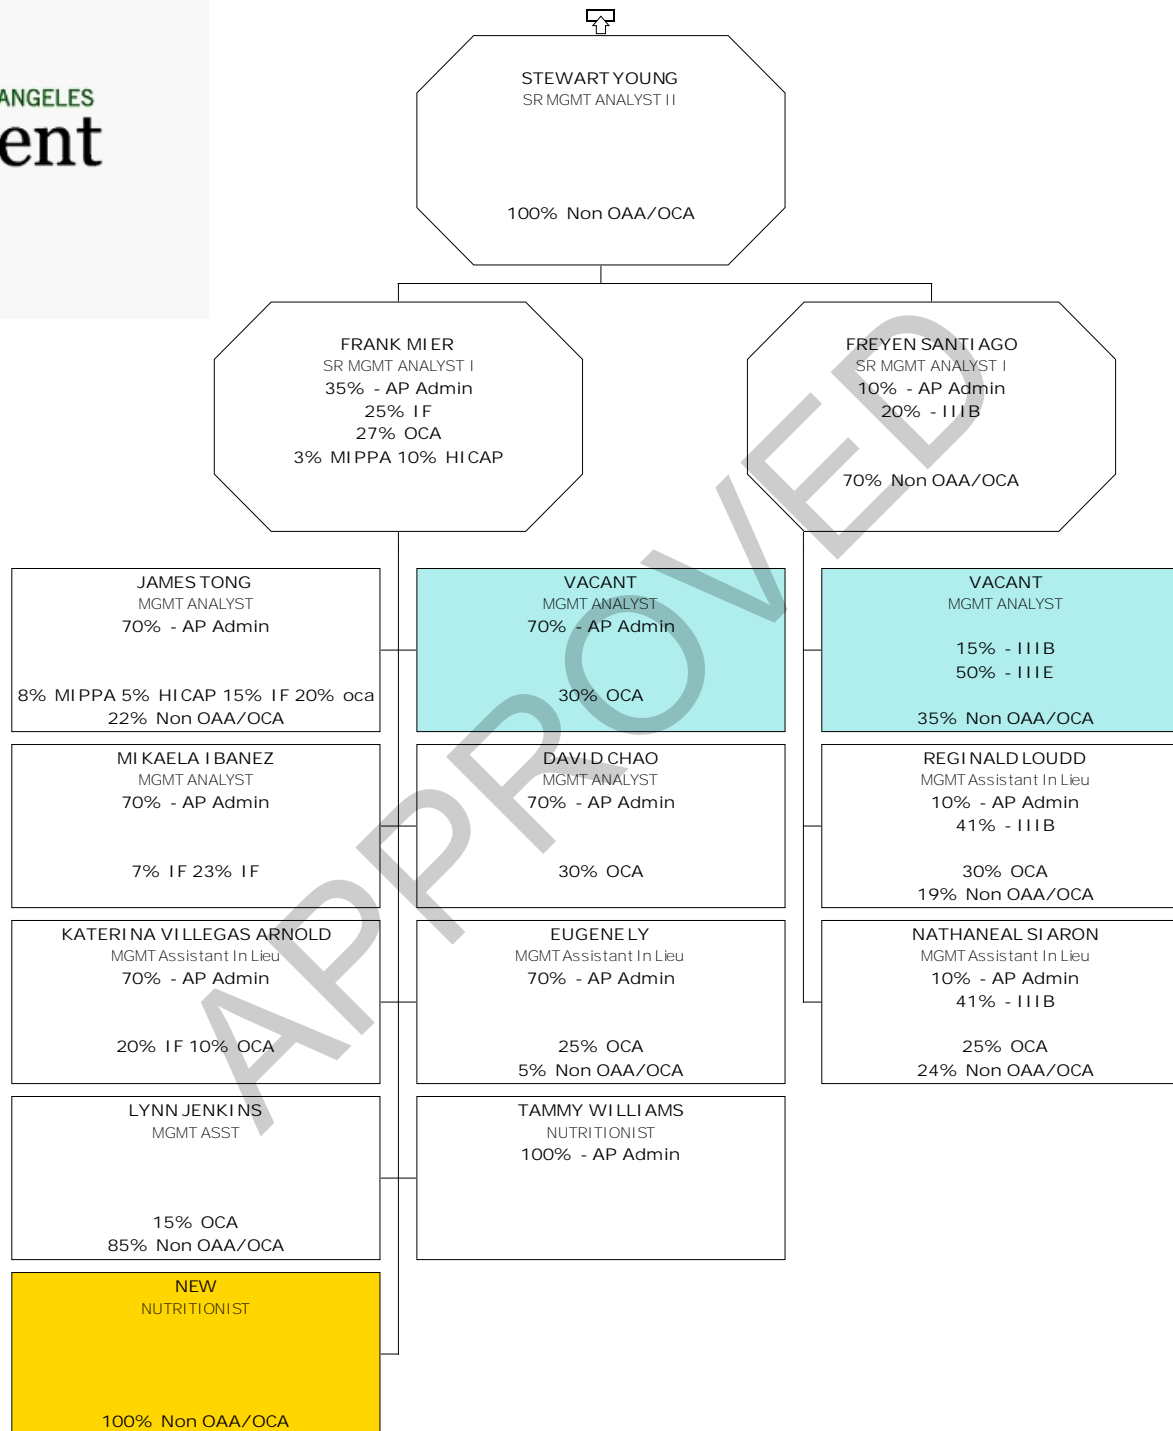 ANGELES
ent
STEWART YOUNG
SR MGMT ANALYST II
100% Non OAA/OCA
FRANK MIER
SR MGMT ANALYST I
35% - AP Admin
25% IF
27% OCA
3% MIPPA 10% HICAP
FREYEN SANTIAGO
SR MGMT ANALYST I
10% - AP Admin
20% - IIIB
70% Non OAA/OCA
JAMES TONG
MGMT ANALYST
70% - AP Admin
8% MIPPA 5% HICAP 15% IF 20% oca
22% Non OAA/OCA
VACANT
MGMT ANALYST
70% - AP Admin
30% OCA
VACANT
MGMT ANALYST
15% - IIIB
50% - IIIE
35% Non OAA/OCA
MIKAELA IBANEZ
MGMT ANALYST
70% - AP Admin
7% IF 23% IF
DAVID CHAO
MGMT ANALYST
70% - AP Admin
30% OCA
REGINALD LOUDD
MGMT Assistant In Lieu
10% - AP Admin
41% - IIIB
30% OCA
19% Non OAA/OCA
KATERINA VILLEGAS ARNOLD
MGMT Assistant In Lieu
70% - AP Admin
20% IF 10% OCA
EUGENE LY
MGMT Assistant In Lieu
70% - AP Admin
25% OCA
5% Non OAA/OCA
NATHANEAL SIARON
MGMT Assistant In Lieu
10% - AP Admin
41% - IIIB
25% OCA
24% Non OAA/OCA
LYNN JENKINS
MGMT ASST
15% OCA
85% Non OAA/OCA
TAMMY WILLIAMS
NUTRITIONIST
100% - AP Admin
NEW
NUTRITIONIST
100% Non OAA/OCA
APPROVED